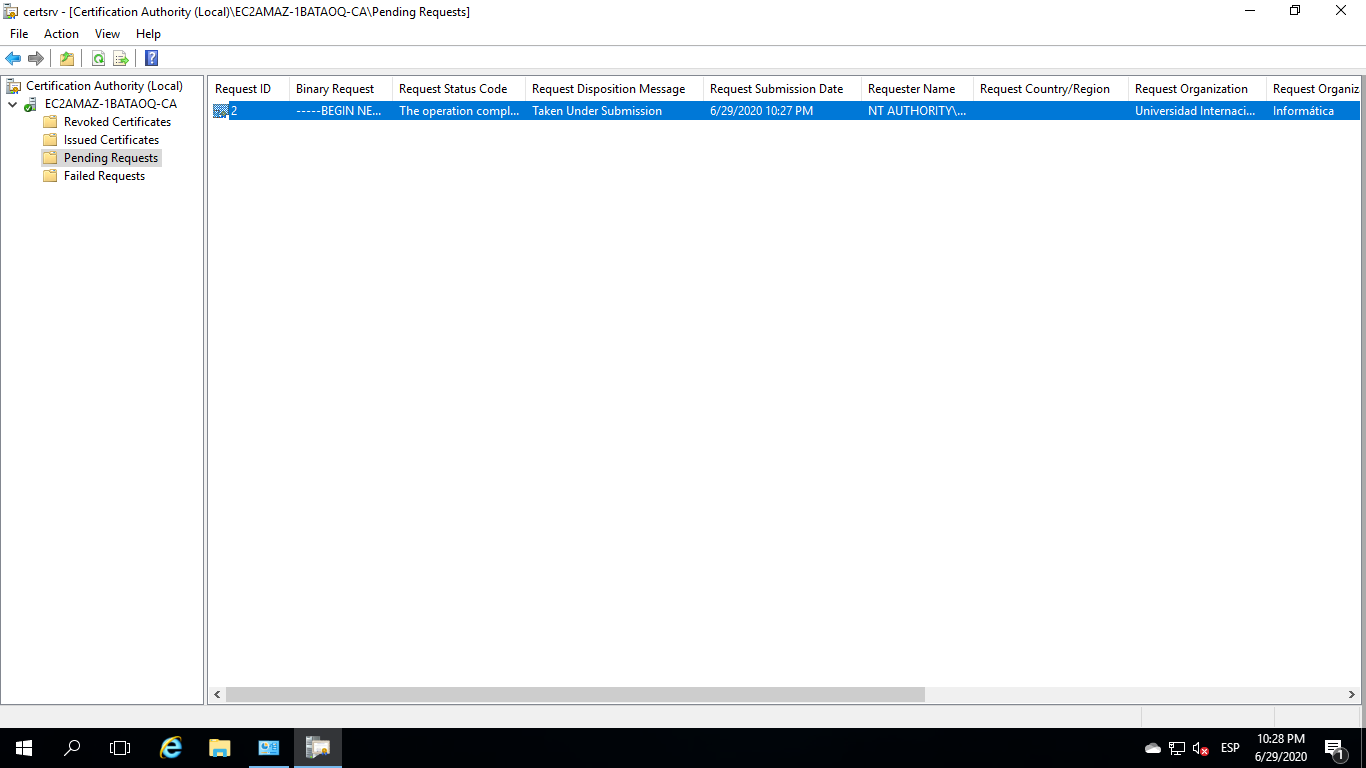 certsrv - [Certification Authority (Local)\EC2AMAZ-1BATAOQ-CA\Pending Requests]
File Action View Help
Certification Authority (Local)
EC2AMAZ-1BATAOQ-CA
Revoked Certificates
Issued Certificates
Pending Requests
Failed Requests
Request ID Binary Request Request Status Code Request Disposition Message Request Submission Date Requester Name Request Country/Region Request Organization Request Organiz
2 -----BEGIN NE... The operation compl... Taken Under Submission 6/29/2020 10:27 PM NT AUTHORITY\... Universidad Internaci... Informática
ESP
10:28 PM
6/29/2020
1